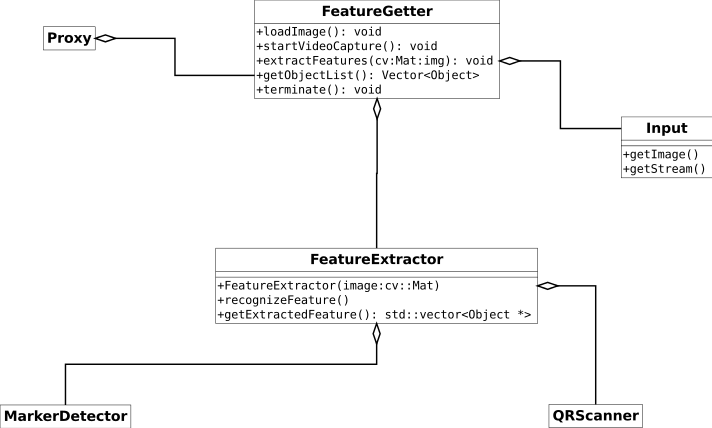 FeatureGetter
+loadImage(): void
+startVideoCapture(): void
+extractFeatures(cv:Mat:img): void
+getObjectList(): Vector<Object>
+terminate(): void
Proxy
Input
+getImage()
+getStream()
FeatureExtractor
+FeatureExtractor(image:cv::Mat)
+recognizeFeature()
+getExtractedFeature(): std::vector<Object *>
MarkerDetector
QRScanner